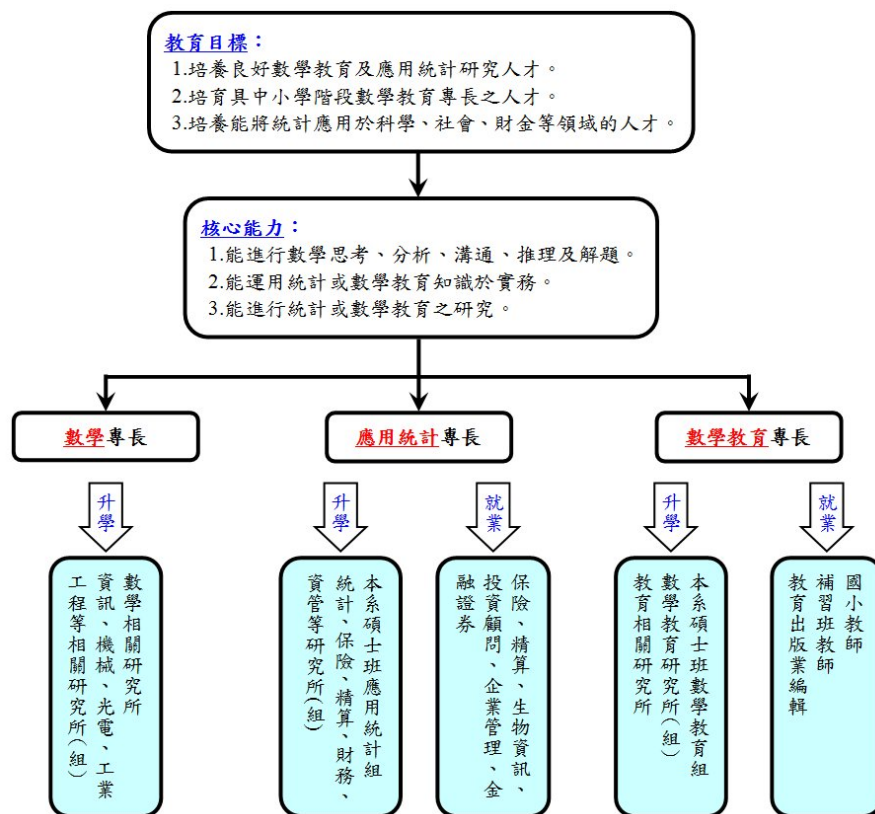 教育目標：
1.培養良好數學教育及應用統計研究人才。
2.培育具中小學階段數學教育專長之人才。
3.培養能將統計應用於科學、社會、財金等領域的人才。
核心能力：
1.能進行數學思考、分析、溝通、推理及解題。
2.能運用統計或數學教育知識於實務。
3.能進行統計或數學教育之研究。
數學專長
應用統計專長
數學教育專長
升學
升學
就業
升學
就業
數學相關研究所
資訊、機械、光電、工業
工程等相關研究所(組)
本系碩士班應用統計組
統計、保險、精算、財務、
資管等研究所(組)
保險、精算、生物資訊、
投資顧問、企業管理、金
融證券
本系碩士班數學教育組
數學教育研究所(組)
教育相關研究所
國小教師
補習班教師
教育出版業編輯